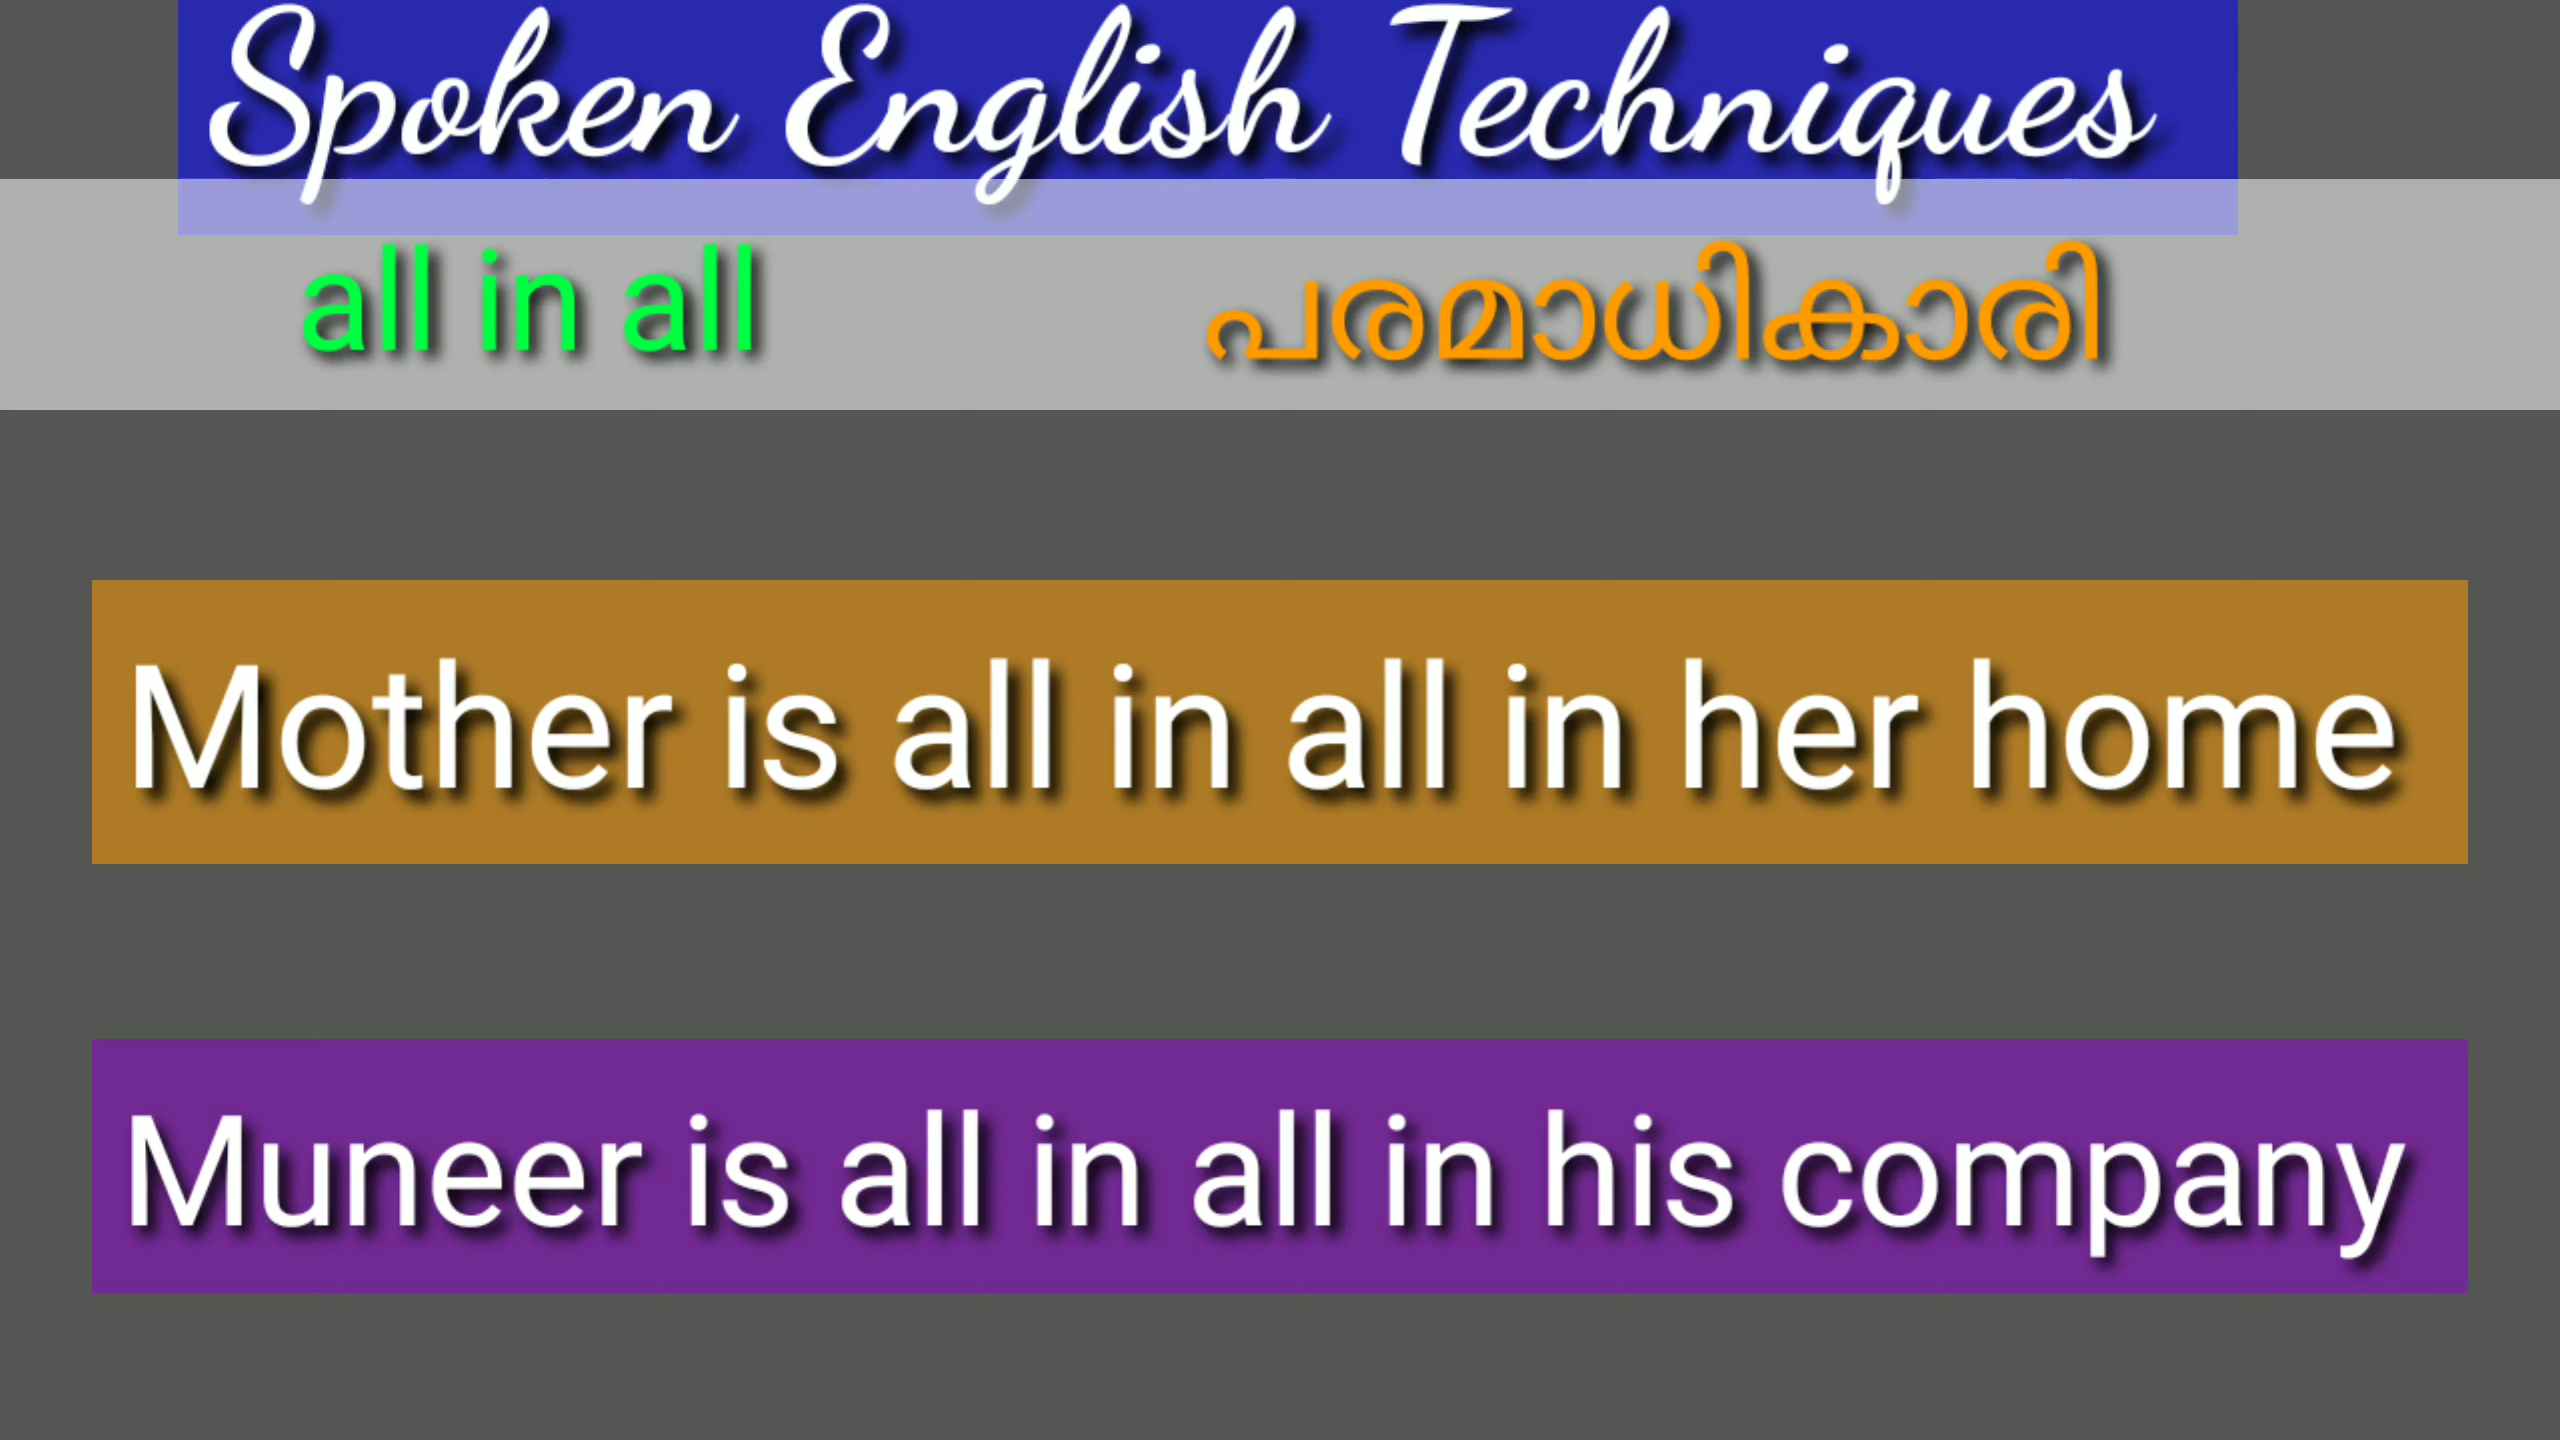 Spoken English Techniques
all in all പരമാധികാരി
Mother is all in all in her home
Muneer is all in all in his company